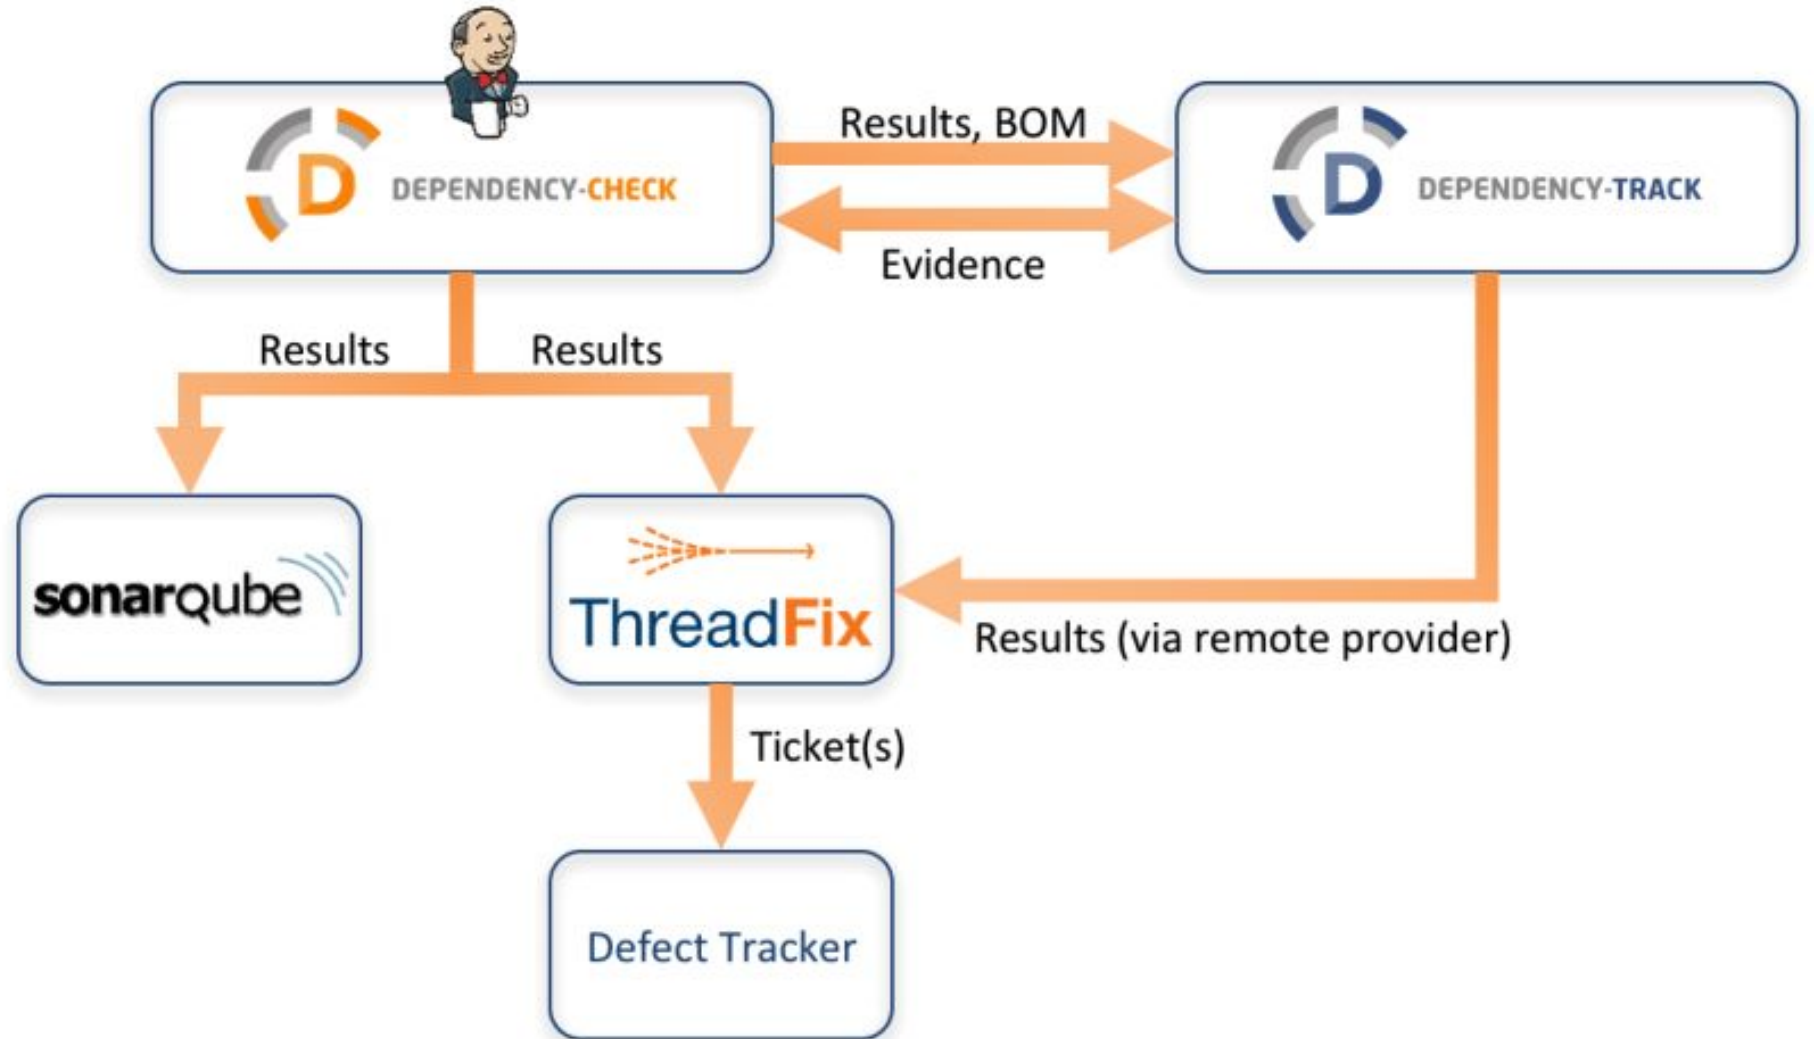 Results, BOM
DEPENDENCY-CHECK
DEPENDENCY-TRACK
Evidence
Results
Results
sonarqube
ThreadFix
Results (via remote provider)
Ticket(s)
Defect Tracker